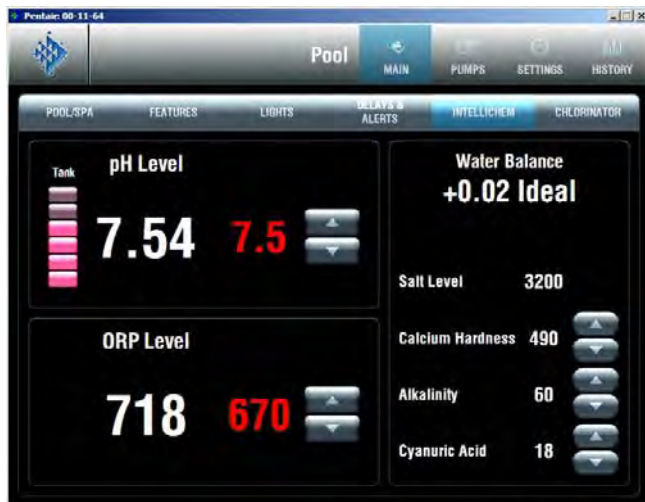 Pentair: 00-11-64
Pool
MAIN
PUMPS
SETTINGS
HISTORY
POOL/SPA
FEATURES
LIGHTS
DELAYS &
ALERTS
INTELLICHEM
CHLORINATOR
Tank
pH Level
7.54 7.5
ORP Level
718 670
Water Balance
+0.02 Ideal
Salt Level 3200
Calcium Hardness 490
Alkalinity 60
Cyanuric Acid 18